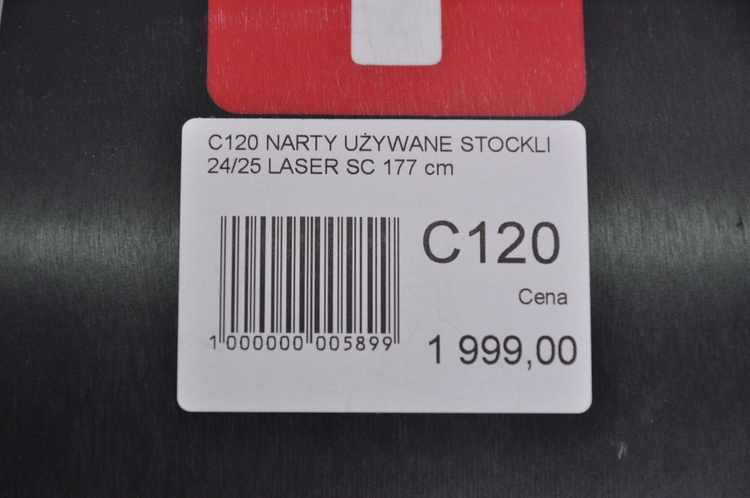 C120 NARTY UŻYWANE STOCKLI
24/25 LASER SC 177 cm
C120
Cena
1 000000 005899
1 999,00